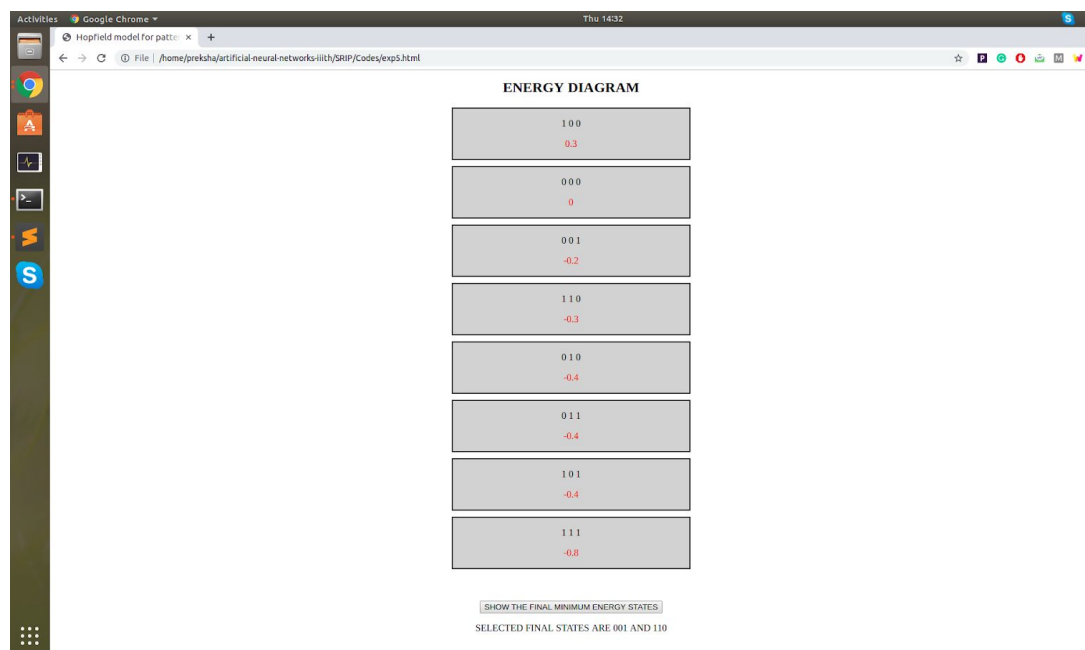 Activities Google Chrome Thu 14:32
Hopfield model for patte
File | /home/preksha/artificial-neural-networks-iiith/SRIP/Codes/exp5.html
ENERGY DIAGRAM
1 0 0
0.3
0 0 0
0
0 0 1
-0.2
1 1 0
-0.3
0 1 0
-0.4
0 1 1
-0.4
1 0 1
-0.4
1 1 1
-0.8
SHOW THE FINAL MINIMUM ENERGY STATES
SELECTED FINAL STATES ARE 001 AND 110